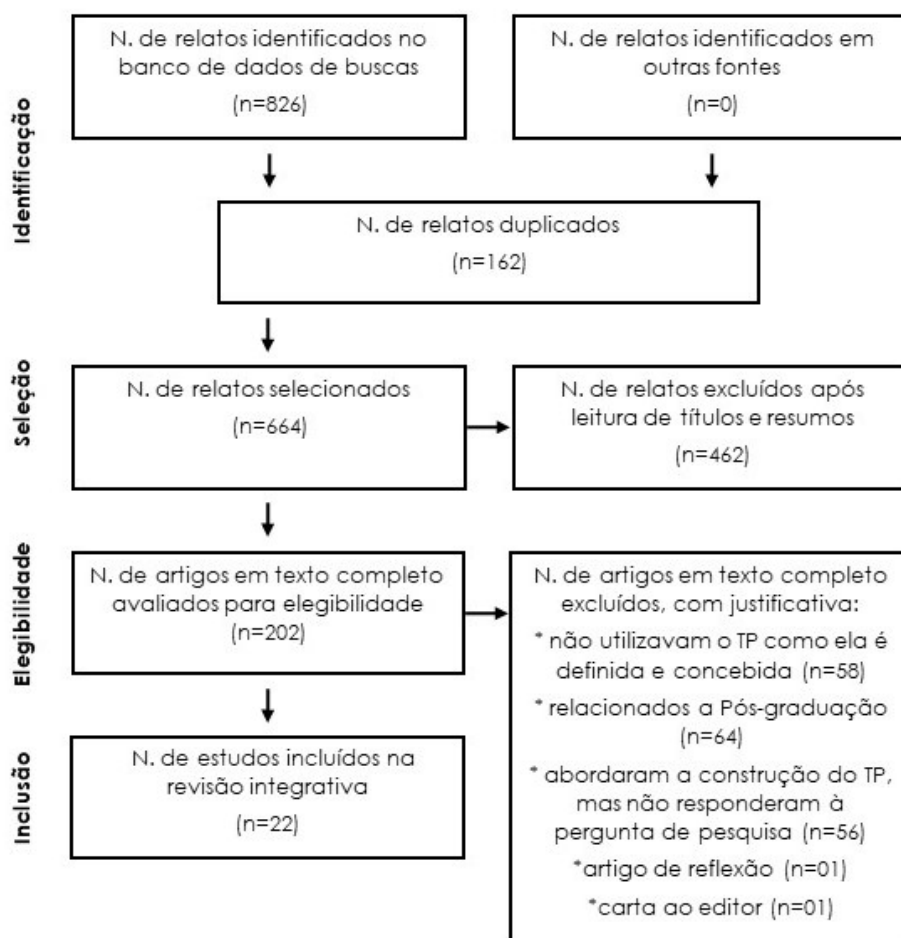 Identificação
N. de relatos identificados no
banco de dados de buscas
(n=826)
N. de relatos identificados em
outras fontes
(n=0)
N. de relatos duplicados
(n=162)
Seleção
N. de relatos selecionados
(n=664)
N. de relatos excluídos após
leitura de títulos e resumos
(n=462)
Elegibilidade
N. de artigos em texto completo
avaliados para elegibilidade
(n=202)
N. de artigos em texto completo
excluídos, com justificativa:
* não utilizavam o TP como ela é
definida e concebida (n=58)
* relacionados a Pós-graduação
(n=64)
* abordaram a construção do TP,
mas não responderam à
pergunta de pesquisa (n=56)
*artigo de reflexão (n=01)
*carta ao editor (n=01)
Inclusão
N. de estudos incluídos na
revisão integrativa
(n=22)